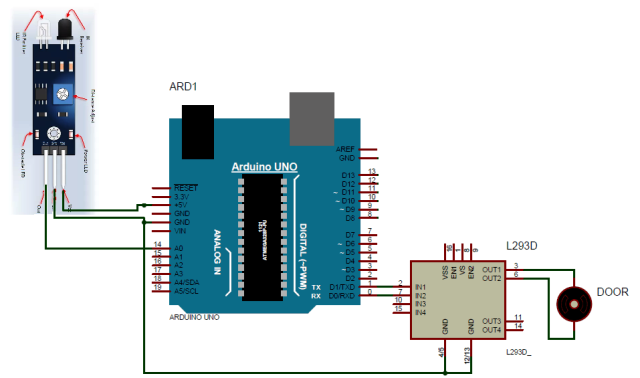 IR Emitter
LED
IR Receiver
Distance Adjust
Obstacle LED
Power LED
OUT
GND
VCC
Out
ARD1
Arduino UNO
RESET
3.3V
+5V
GND
GND
VIN
14 A0
15 A1
16 A2
17 A3
18 A4/SDA
19 A5/SCL
ANALOG IN
DIGITAL (~PWM)
AREF
GND
D13 13
D12 12
~ D11 11
~ D10 10
~ D9 9
D8 8
D7 7
~ D6 6
~ D5 5
D4 4
~ D3 3
D2 2
TX D1/TXD 1
RX D0/RXD 0
ARDUINO UNO
L293D
16 1 8 9
VSS EN1 VS EN2
2 IN1
7 IN2
10 IN3
15 IN4
OUT1 3
OUT2 6
OUT3 11
OUT4 14
GND GND
4/5 12/13
L293D_
DOOR